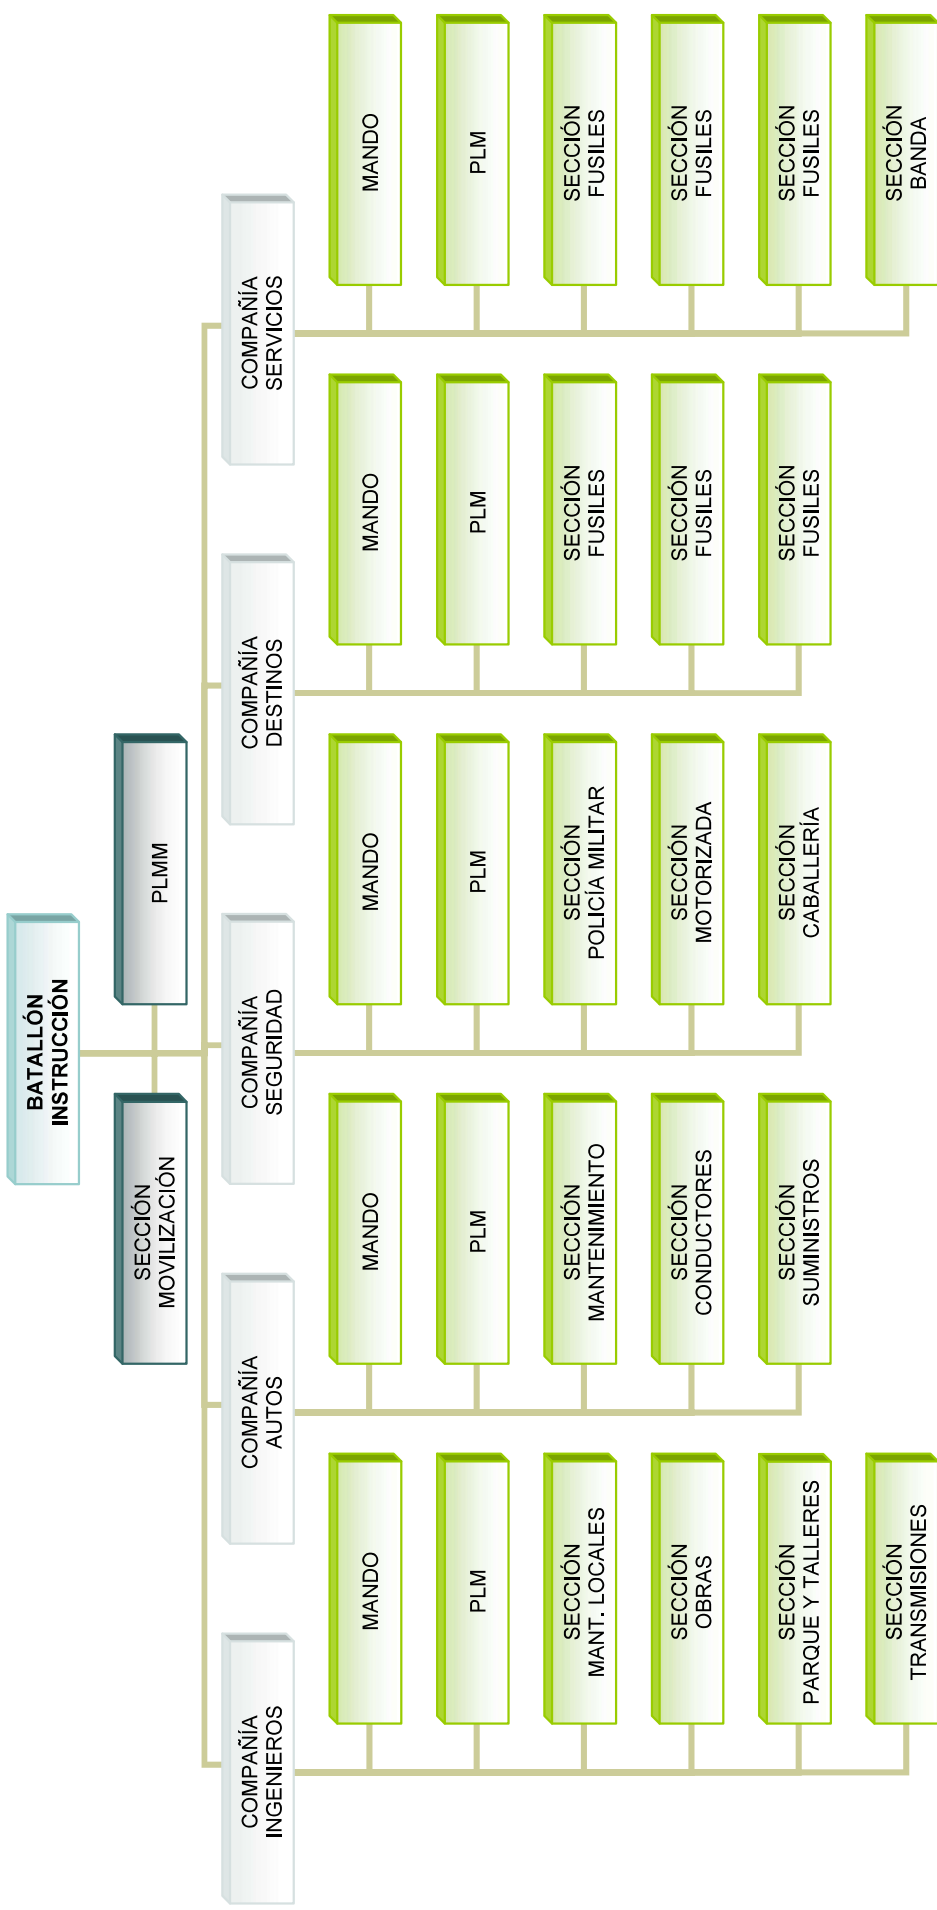 BATALLÓN
INSTRUCCIÓN
SECCIÓN
MOVILIZACIÓN
PLMM
COMPAÑÍA
INGENIEROS
MANDO
PLM
SECCIÓN
MANT. LOCALES
SECCIÓN
OBRAS
SECCIÓN
PARQUE Y TALLERES
SECCIÓN
TRANSMISIONES
COMPAÑÍA
AUTOS
MANDO
PLM
SECCIÓN
MANTENIMIENTO
SECCIÓN
CONDUCTORES
SECCIÓN
SUMINISTROS
COMPAÑÍA
SEGURIDAD
MANDO
PLM
SECCIÓN
POLICÍA MILITAR
SECCIÓN
MOTORIZADA
SECCIÓN
CABALLERÍA
COMPAÑÍA
DESTINOS
MANDO
PLM
SECCIÓN
FUSILES
SECCIÓN
FUSILES
SECCIÓN
FUSILES
COMPAÑÍA
SERVICIOS
MANDO
PLM
SECCIÓN
FUSILES
SECCIÓN
FUSILES
SECCIÓN
FUSILES
SECCIÓN
BANDA